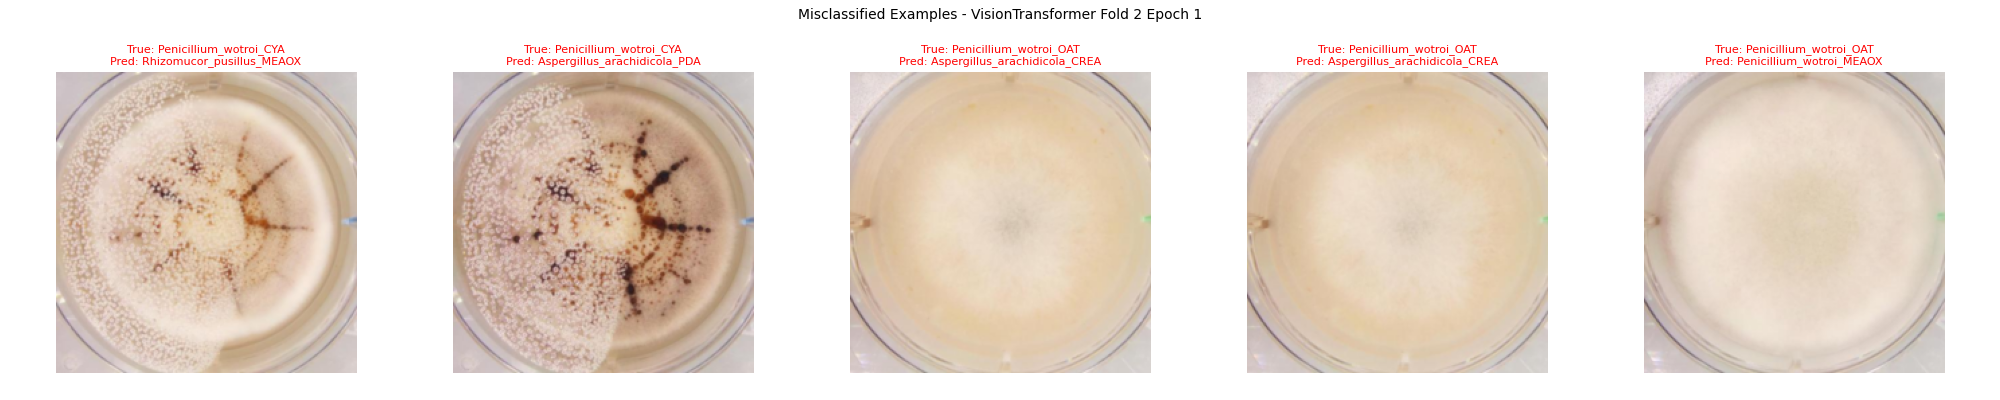 Misclassified Examples - VisionTransformer Fold 2 Epoch 1
True: Penicillium_wotroi_CYA
Pred: Rhizomucor_pusillus_MEAOX
True: Penicillium_wotroi_CYA
Pred: Aspergillus_arachidicola_PDA
True: Penicillium_wotroi_OAT
Pred: Aspergillus_arachidicola_CREA
True: Penicillium_wotroi_OAT
Pred: Aspergillus_arachidicola_CREA
True: Penicillium_wotroi_OAT
Pred: Penicillium_wotroi_MEAOX